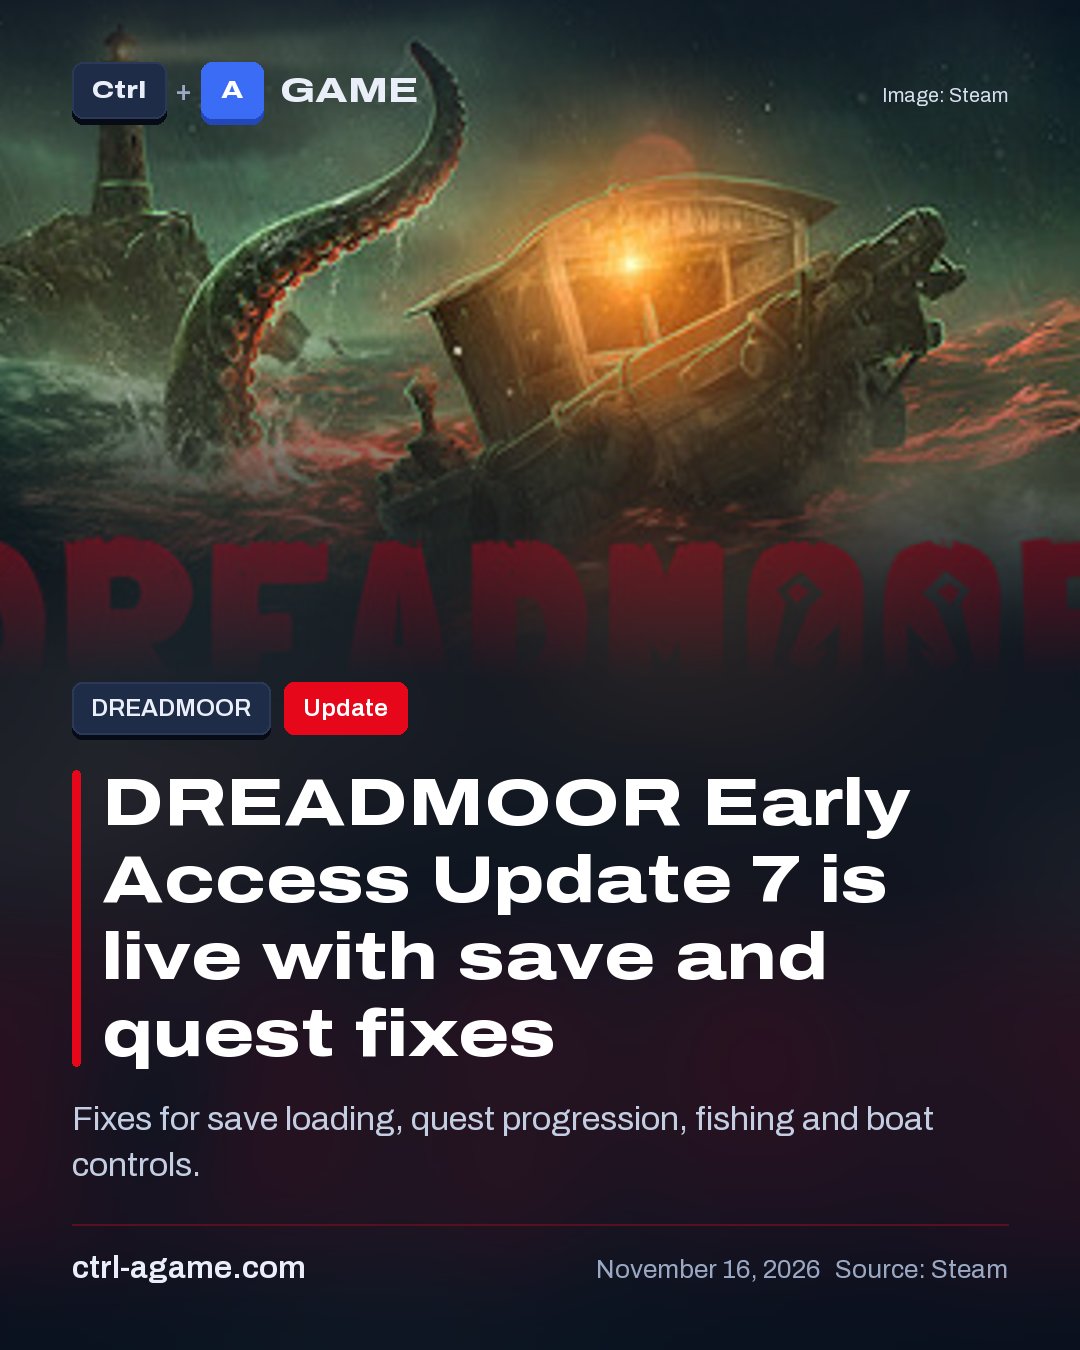 Ctrl + A GAME
Image: Steam
DREADMOOR
DREADMOOR Update
DREADMOOR Early
Access Update 7 is
live with save and
quest fixes
Fixes for save loading, quest progression, fishing and boat
controls.
ctrl-agame.com
November 16, 2026 Source: Steam